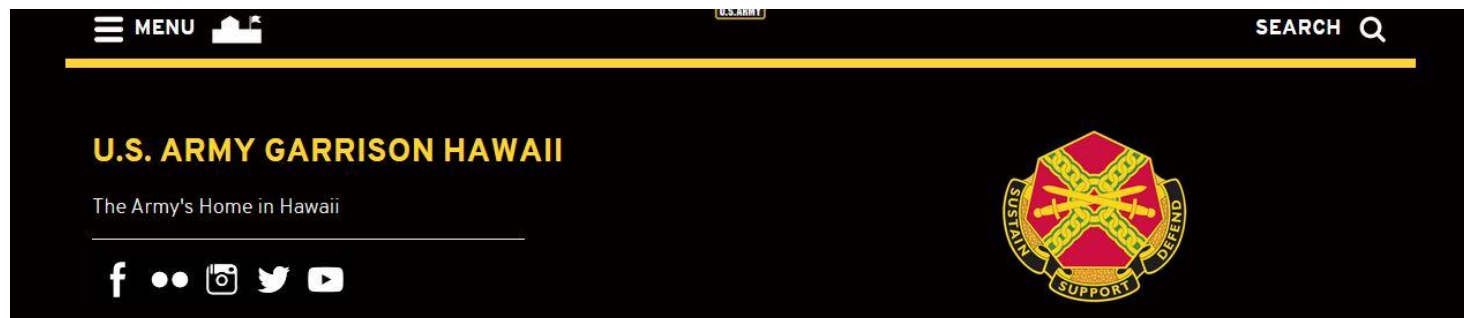 MENU
U.S.ARMY
SEARCH
U.S. ARMY GARRISON HAWAII
The Army's Home in Hawaii
SUSTAIN
SUPPORT
DEFEND